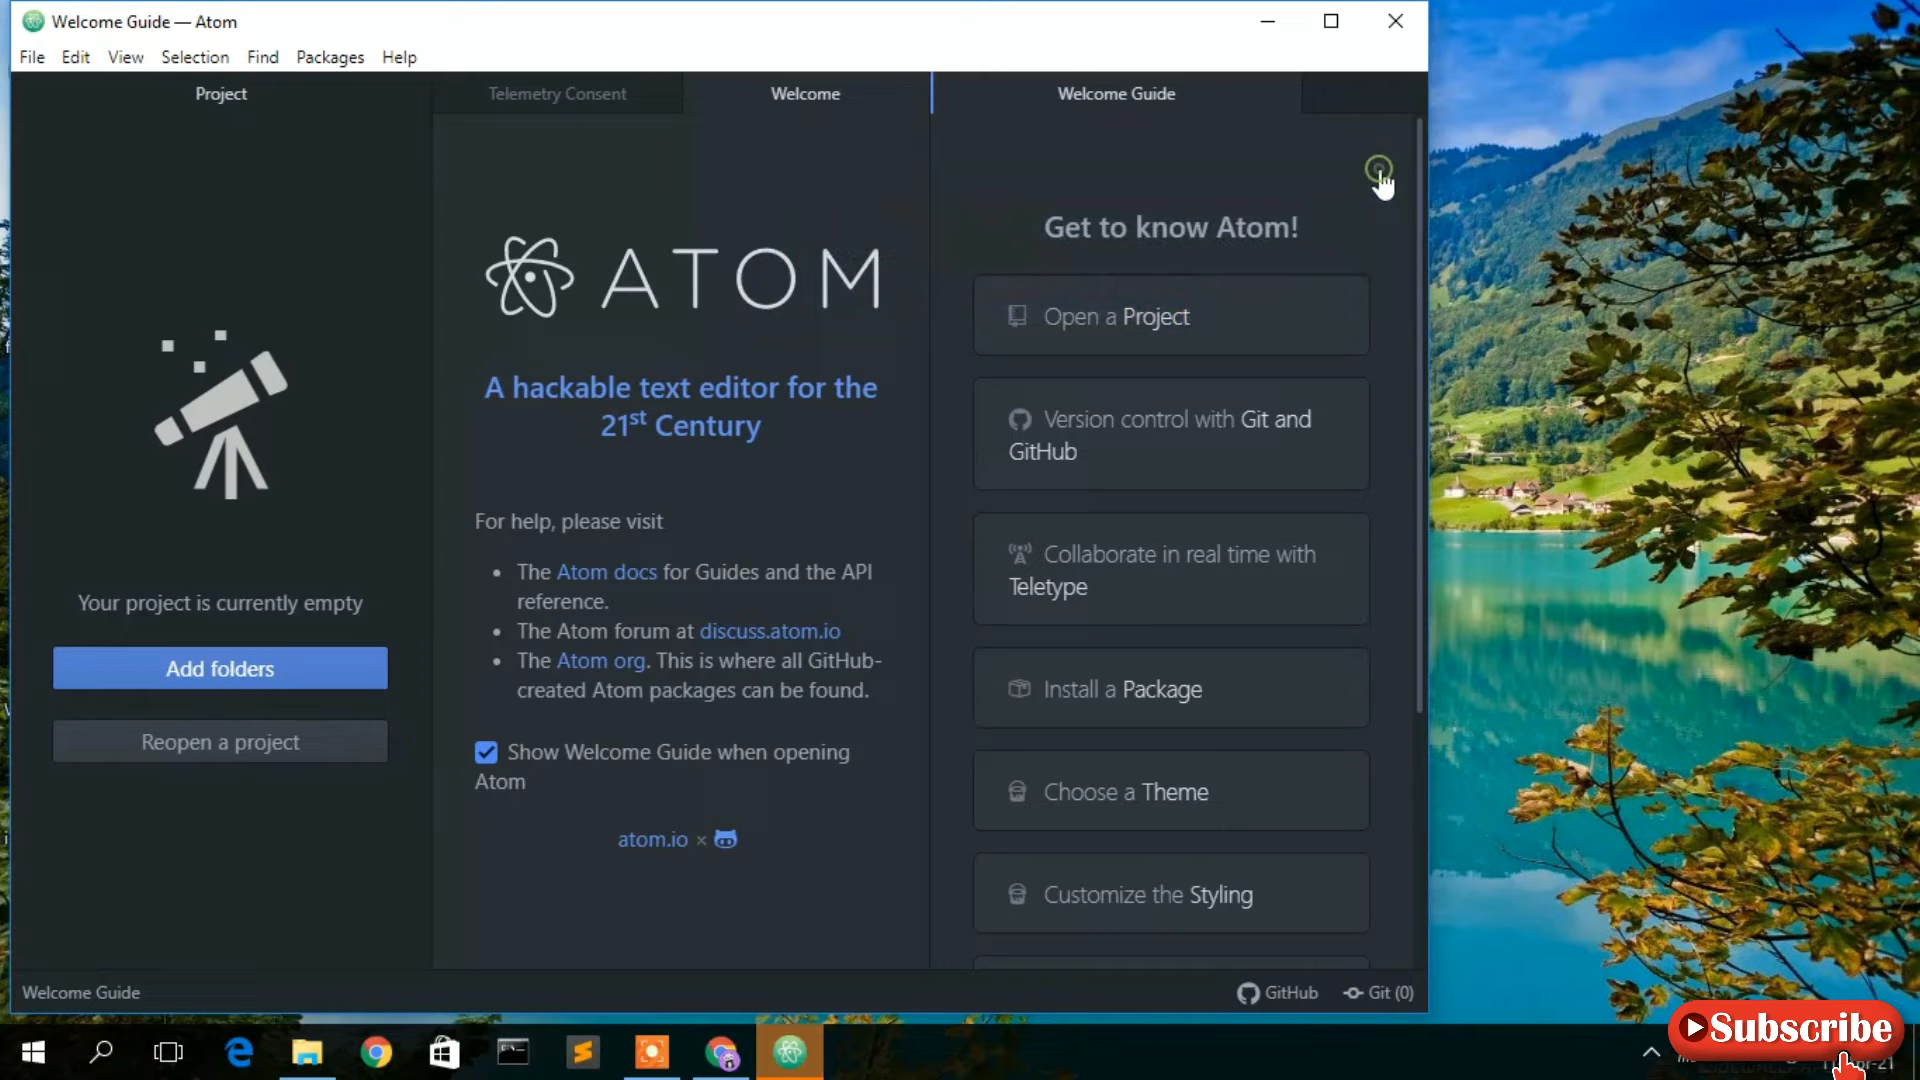 Welcome Guide — Atom
File Edit View Selection Find Packages Help
Project
Telemetry Consent
Welcome
Welcome Guide
Your project is currently empty
Add folders
Reopen a project
ATOM
A hackable text editor for the
21st Century
For help, please visit
• The Atom docs for Guides and the API
reference.
• The Atom forum at discuss.atom.io
• The Atom org. This is where all GitHub-
created Atom packages can be found.
Show Welcome Guide when opening
Atom
atom.io ×
Get to know Atom!
Open a Project
Version control with Git and
GitHub
Collaborate in real time with
Teletype
Install a Package
Choose a Theme
Customize the Styling
Welcome Guide
GitHub
Git (0)
Subscribe